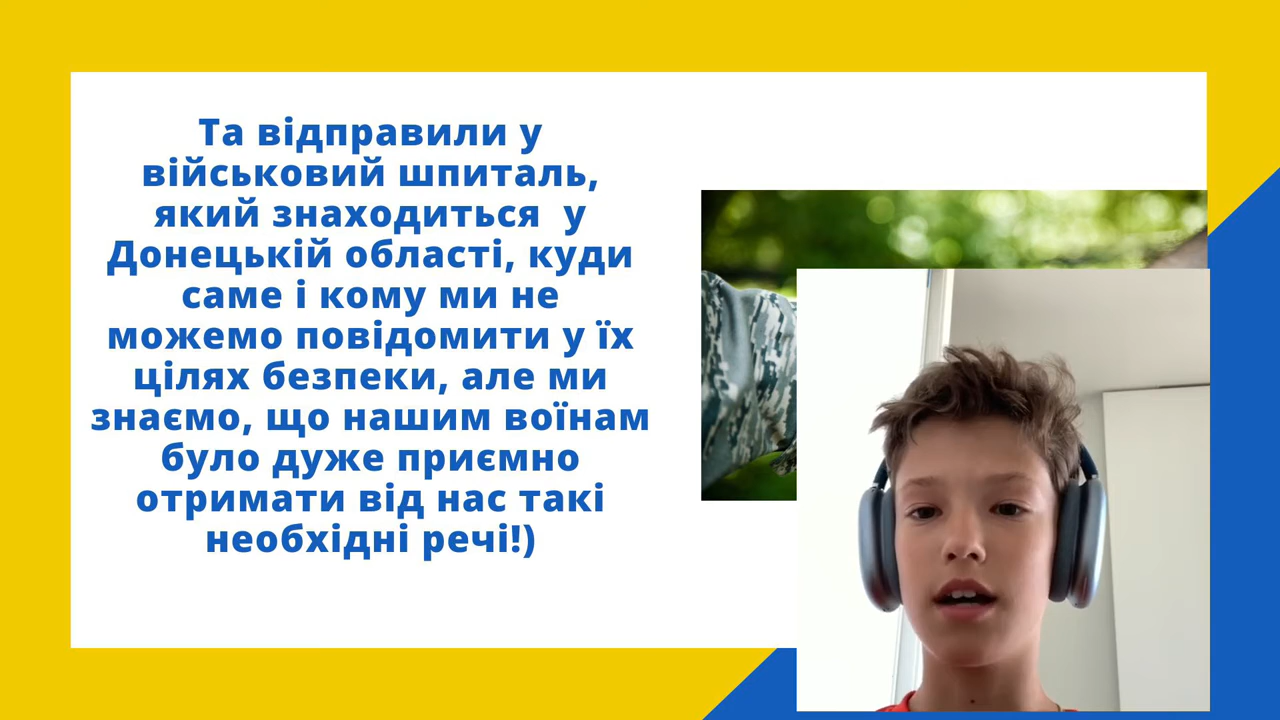 Та відправили у
військовий шпиталь,
який знаходиться  у
Донецькій області, куди
саме і кому ми не
можемо повідомити у їх
цілях безпеки, але ми
знаємо, що нашим воїнам
було дуже приємно
отримати від нас такі
необхідні речі!)